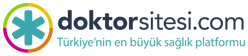 doktorsitesi.com
Türkiye'nin en büyük sağlık platformu